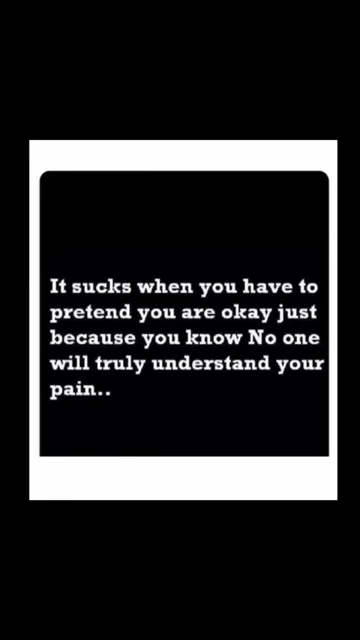 It sucks when you have to
pretend you are okay just
because you know No one
will truly understand your
pain..